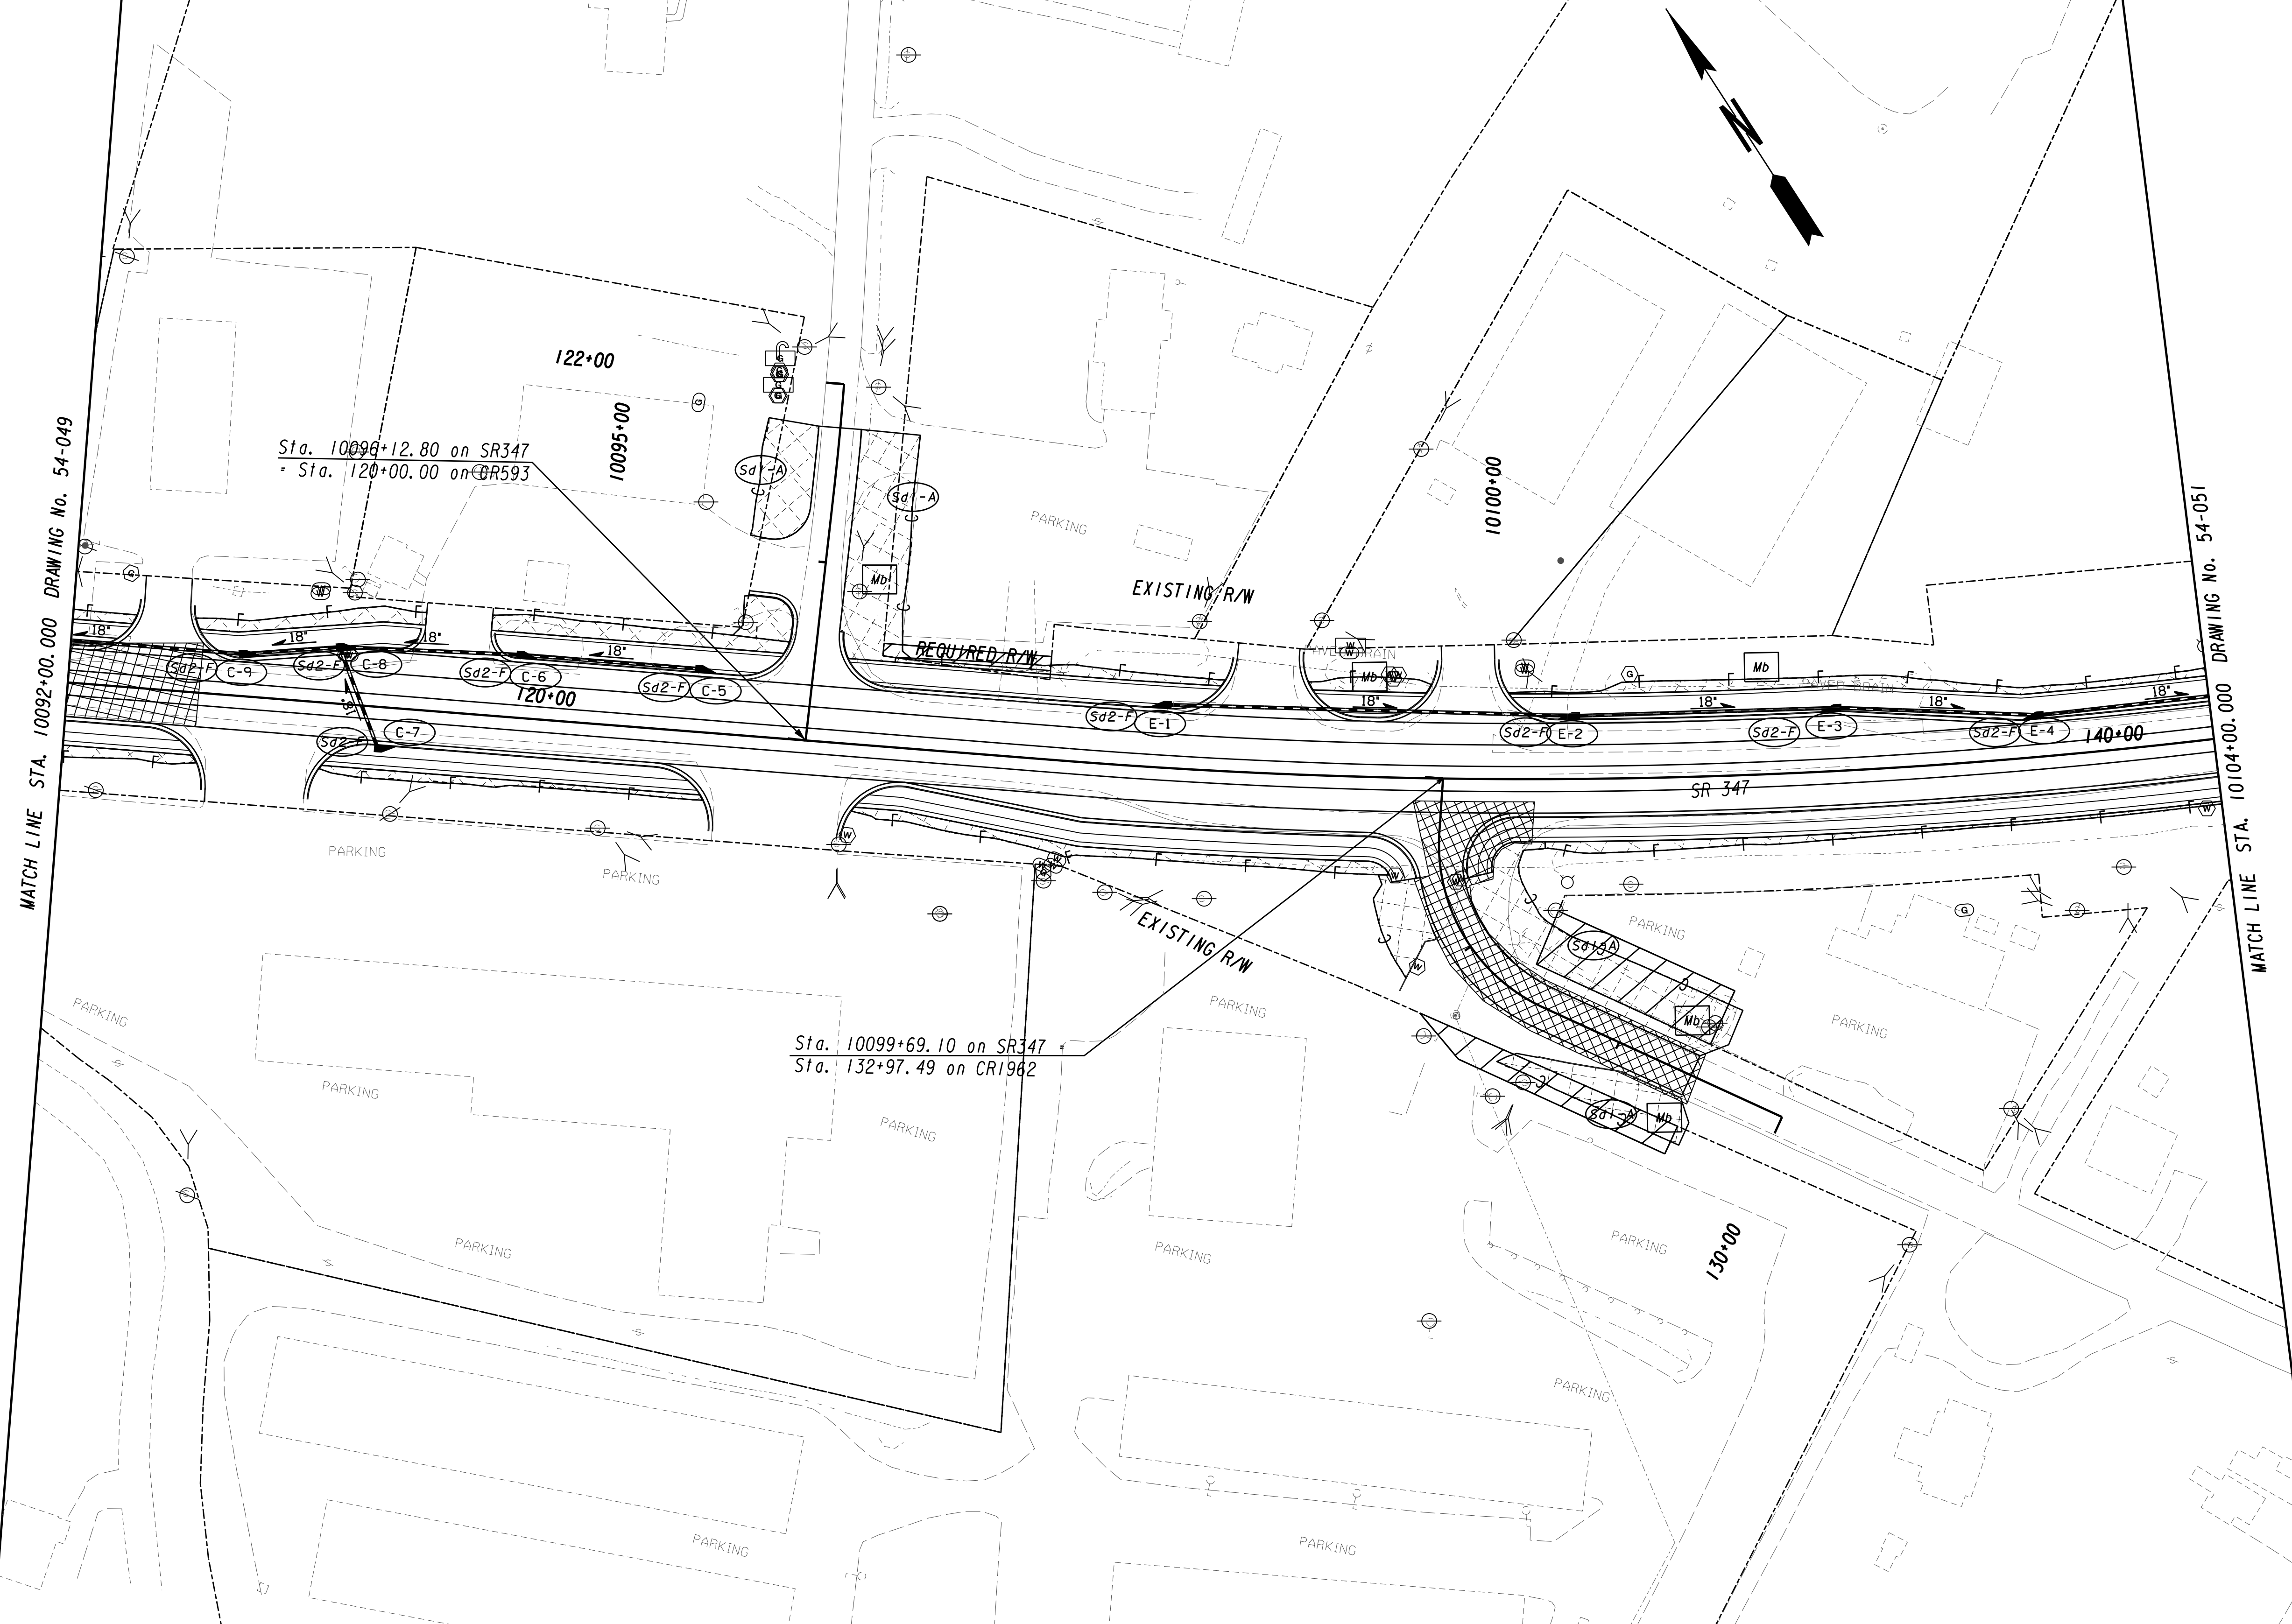 MATCH LINE STA. 10092+00.000 DRAWING No. 54-049
122+00
10095+00
Sta. 10096+12.80 on SR347
= Sta. 120+00.00 on CR593
G
G
G
G
G
Sd1-A
Sd1-A
PARKING
Mb
EXISTING R/W
10100+00
Mb
Mb
REQUIRED R/W
G
W
W
W
G
18"
18"
18"
18"
18"
18"
18"
18"
18"
Sd2-F
C-9
Sd2-F
C-8
Sd2-F
C-6
Sd2-F
C-5
120+00
Sd2-F
C-7
Sd2-F
E-1
Sd2-F
E-2
Sd2-F
E-3
Sd2-F
E-4
140+00
SR 347
MATCH LINE STA. 10104+00.000 DRAWING No. 54-051
W
W
W
W
PARKING
PARKING
EXISTING R/W
W
Sd1-A
PARKING
G
PARKING
PARKING
PARKING
Mb
PARKING
Sta. 10099+69.10 on SR347 =
Sta. 132+97.49 on CR1962
PARKING
PARKING
Sd1-A
Mb
PARKING
PARKING
PARKING
130+00
PARKING
PARKING
PARKING